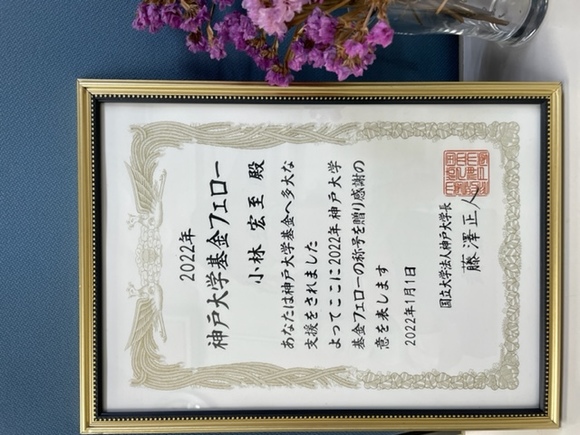 2022年
神戸大学基金フェロー
小林 宏至 殿
あなたは神戸大学基金へ多大な
支援をされました
よってここに2022年神戸大学
基金フェローの称号を贈り感謝の
意を表します
2022年1月1日
国立大学法人神戸大学長
藤澤正人